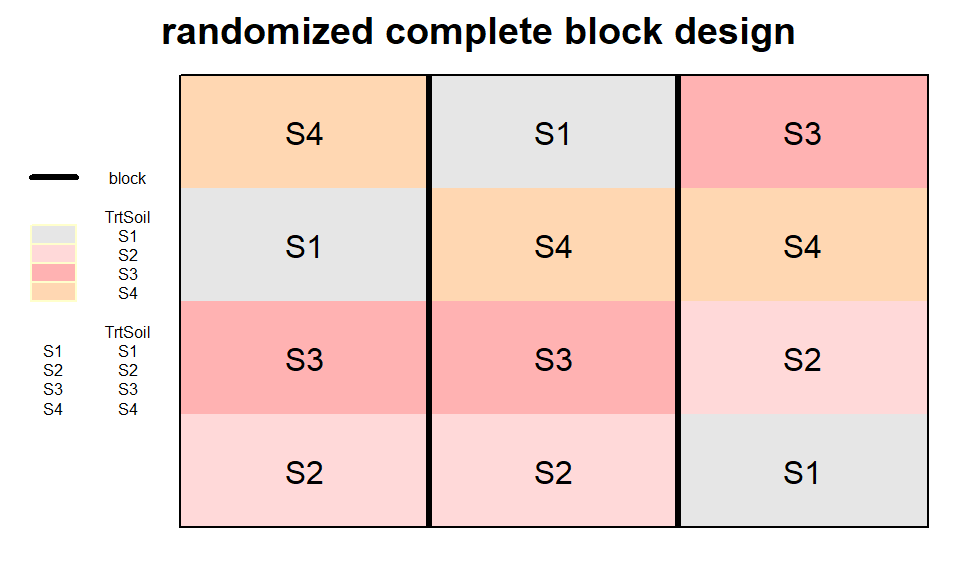 randomized complete block design
block
TrtSoil
S1
S2
S3
S4
TrtSoil
S1 S1
S2 S2
S3 S3
S4 S4
S4 S1 S3
S1 S4 S4
S3 S3 S2
S2 S2 S1